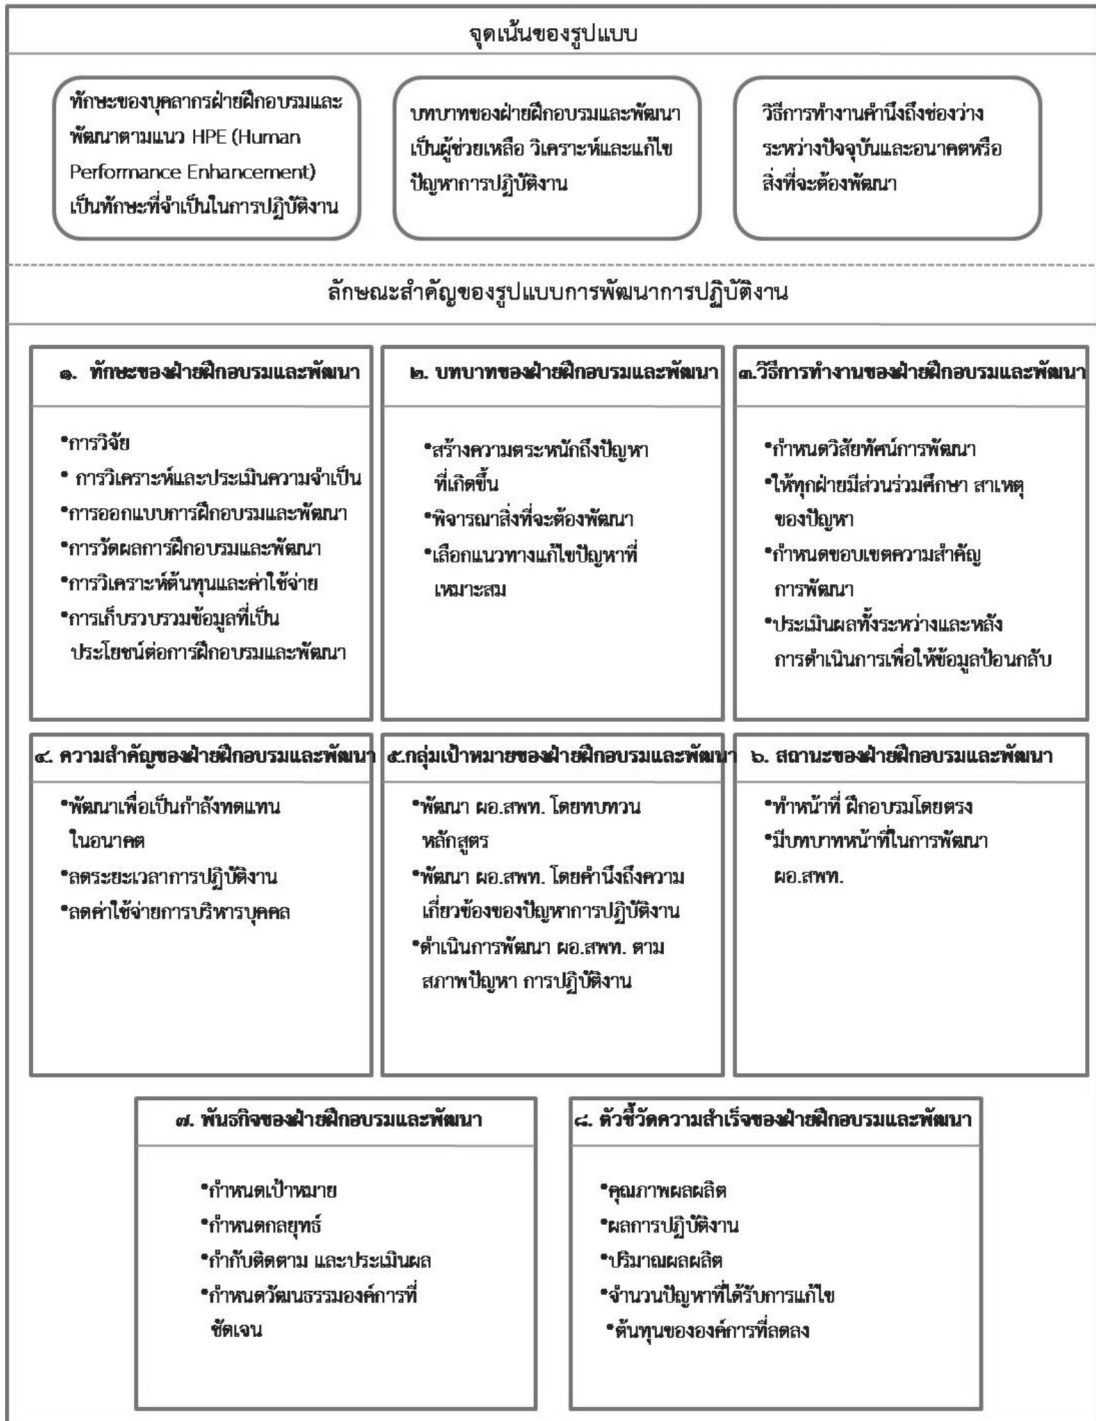 จุดเน้นของรูปแบบ
ทักษะของบุคลากรฝ่ายฝึกอบรมและ
พัฒนาตามแนว HPE (Human
Performance Enhancement)
เป็นทักษะที่จำเป็นในการปฏิบัติงาน
บทบาทของฝ่ายฝึกอบรมและพัฒนา
เป็นผู้ช่วยเหลือ วิเคราะห์และแก้ไข
ปัญหาการปฏิบัติงาน
วิธีการทำงานคำนึงถึงช่องว่าง
ระหว่างปัจจุบันและอนาคตหรือ
สิ่งที่จะต้องพัฒนา
ลักษณะสำคัญของรูปแบบการพัฒนาการปฏิบัติงาน
๑. ทักษะของฝ่ายฝึกอบรมและพัฒนา
•การวิจัย
• การวิเคราะห์และประเมินความจำเป็น
•การออกแบบการฝึกอบรมและพัฒนา
•การวัดผลการฝึกอบรมและพัฒนา
•การวิเคราะห์ต้นทุนและค่าใช้จ่าย
•การเก็บรวบรวมข้อมูลที่เป็น
ประโยชน์ต่อการฝึกอบรมและพัฒนา
๒. บทบาทของฝ่ายฝึกอบรมและพัฒนา
•สร้างความตระหนักถึงปัญหา
ที่เกิดขึ้น
•พิจารณาสิ่งที่จะต้องพัฒนา
•เลือกแนวทางแก้ไขปัญหาที่
เหมาะสม
๓.วิธีการทำงานของฝ่ายฝึกอบรมและพัฒนา
•กำหนดวิสัยทัศน์การพัฒนา
•ให้ทุกฝ่ายมีส่วนร่วมศึกษา สาเหตุ
ของปัญหา
•กำหนดขอบเขตความสำคัญ
การพัฒนา
•ประเมินผลทั้งระหว่างและหลัง
การดำเนินการเพื่อให้ข้อมูลป้อนกลับ
๔. ความสำคัญของฝ่ายฝึกอบรมและพัฒนา
•พัฒนาเพื่อเป็นกำลังทดแทน
ในอนาคต
•ลดระยะเวลาการปฏิบัติงาน
•ลดค่าใช้จ่ายการบริหารบุคคล
๕.กลุ่มเป้าหมายของฝ่ายฝึกอบรมและพัฒนา
•พัฒนา ผอ.สพท. โดยทบทวน
หลักสูตร
•พัฒนา ผอ.สพท. โดยคำนึงถึงความ
เกี่ยวข้องของปัญหาการปฏิบัติงาน
•ดำเนินการพัฒนา ผอ.สพท. ตาม
สภาพปัญหา การปฏิบัติงาน
๖. สถานะของฝ่ายฝึกอบรมและพัฒนา
•ทำหน้าที่ ฝึกอบรมโดยตรง
•มีบทบาทหน้าที่ในการพัฒนา
ผอ.สพท.
๗. พันธกิจของฝ่ายฝึกอบรมและพัฒนา
•กำหนดเป้าหมาย
•กำหนดกลยุทธ์
•กำกับติดตาม และประเมินผล
•กำหนดวัฒนธรรมองค์การที่
ชัดเจน
๘. ตัวชี้วัดความสำเร็จของฝ่ายฝึกอบรมและพัฒนา
•คุณภาพผลผลิต
•ผลการปฏิบัติงาน
•ปริมาณผลผลิต
•จำนวนปัญหาที่ได้รับการแก้ไข
•ต้นทุนขององค์การที่ลดลง